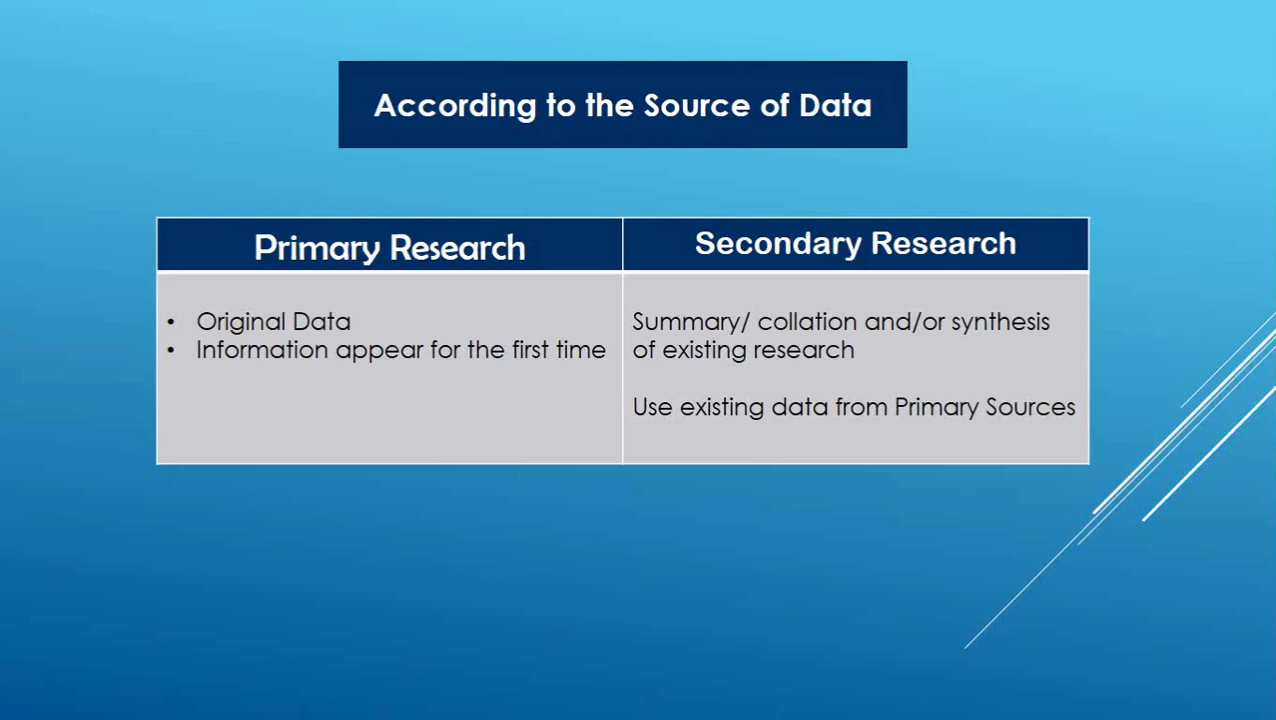 According to the Source of Data
Primary Research
Secondary Research
• Original Data
• Information appear for the first time
Summary/ collation and/or synthesis
of existing research
Use existing data from Primary Sources